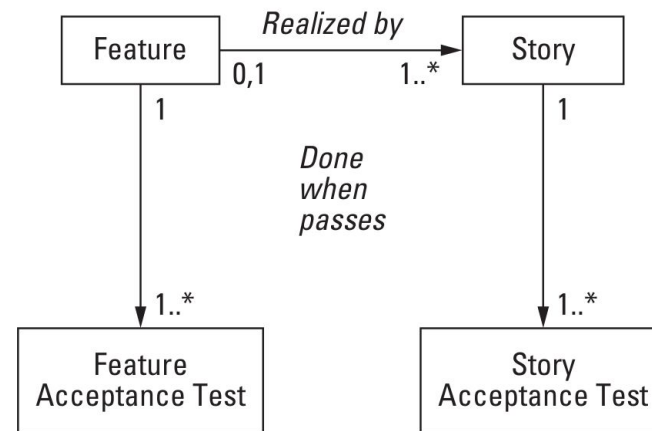 Realized by
Feature
Story
0,1
1..*
1
1
Done
when
passes
1..*
1..*
Feature
Acceptance Test
Story
Acceptance Test